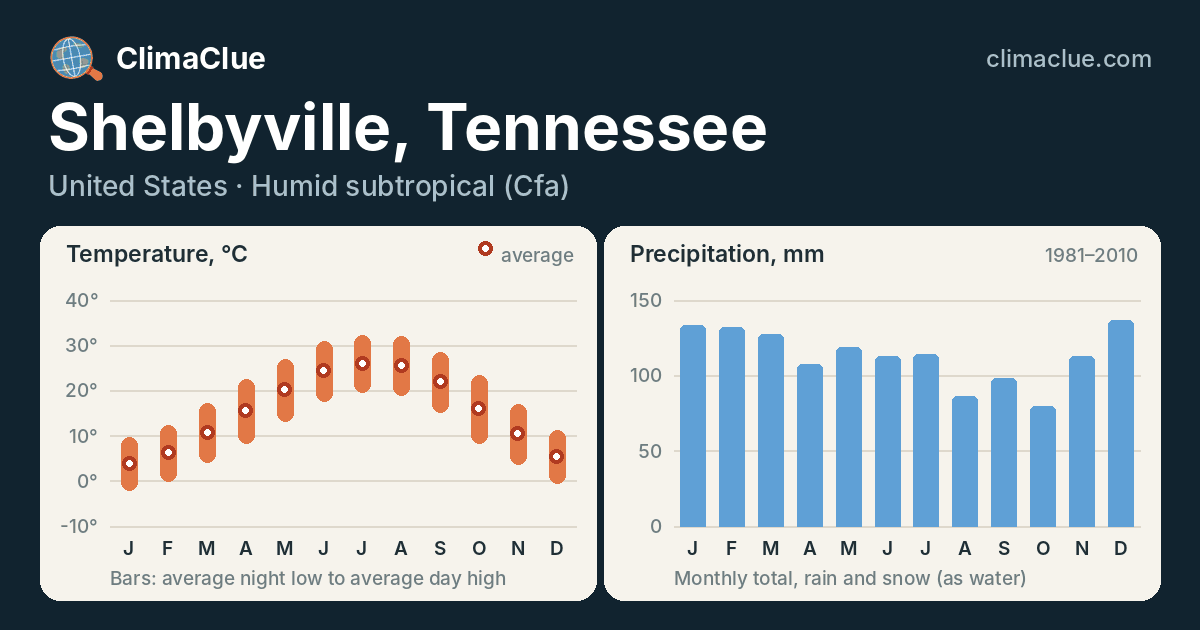 ClimaClue
climaclue.com
Shelbyville, Tennessee
United States · Humid subtropical (Cfa)
Temperature, °C
average
40°
30°
20°
10°
0°
-10°
J F M A M J J A S O N D
Bars: average night low to average day high
Precipitation, mm
1981–2010
150
100
50
0
J F M A M J J A S O N D
Monthly total, rain and snow (as water)